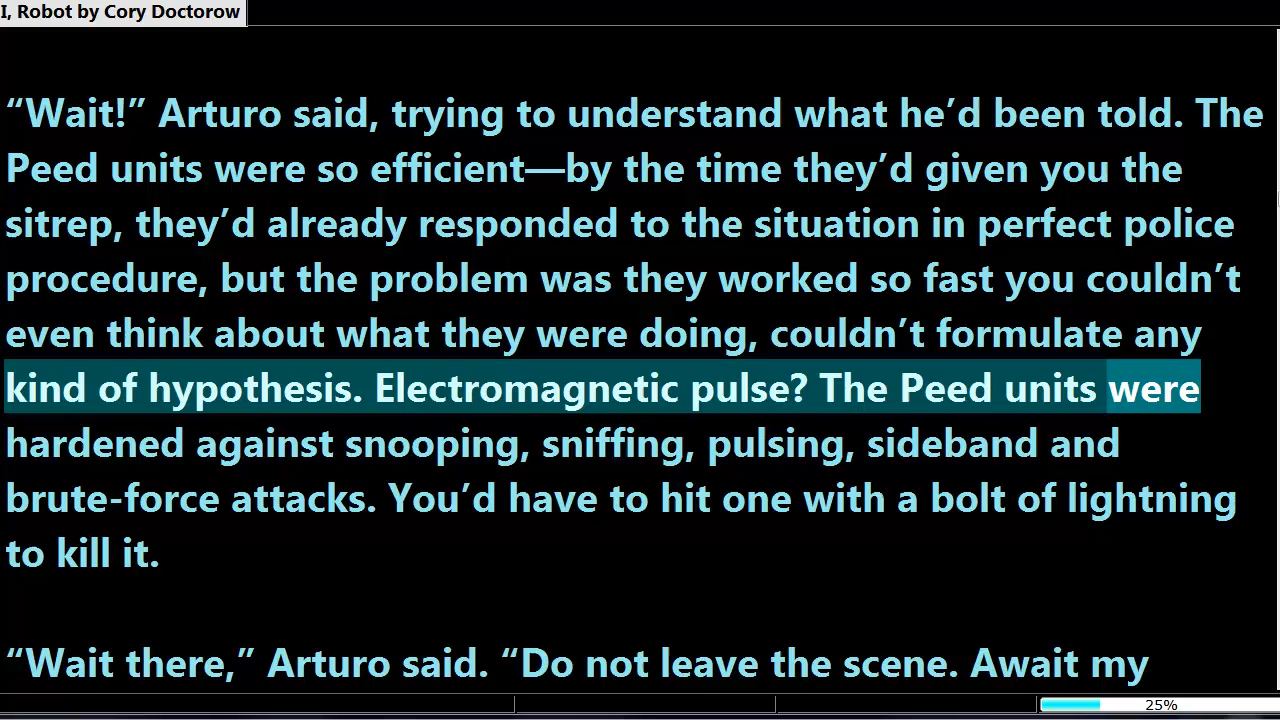 I, Robot by Cory Doctorow
“Wait!” Arturo said, trying to understand what he’d been told. The
Peed units were so efficient—by the time they’d given you the
sitrep, they’d already responded to the situation in perfect police
procedure, but the problem was they worked so fast you couldn’t
even think about what they were doing, couldn’t formulate any
kind of hypothesis. Electromagnetic pulse? The Peed units were
hardened against snooping, sniffing, pulsing, sideband and
brute-force attacks. You’d have to hit one with a bolt of lightning
to kill it.
“Wait there,” Arturo said. “Do not leave the scene. Await my
25%